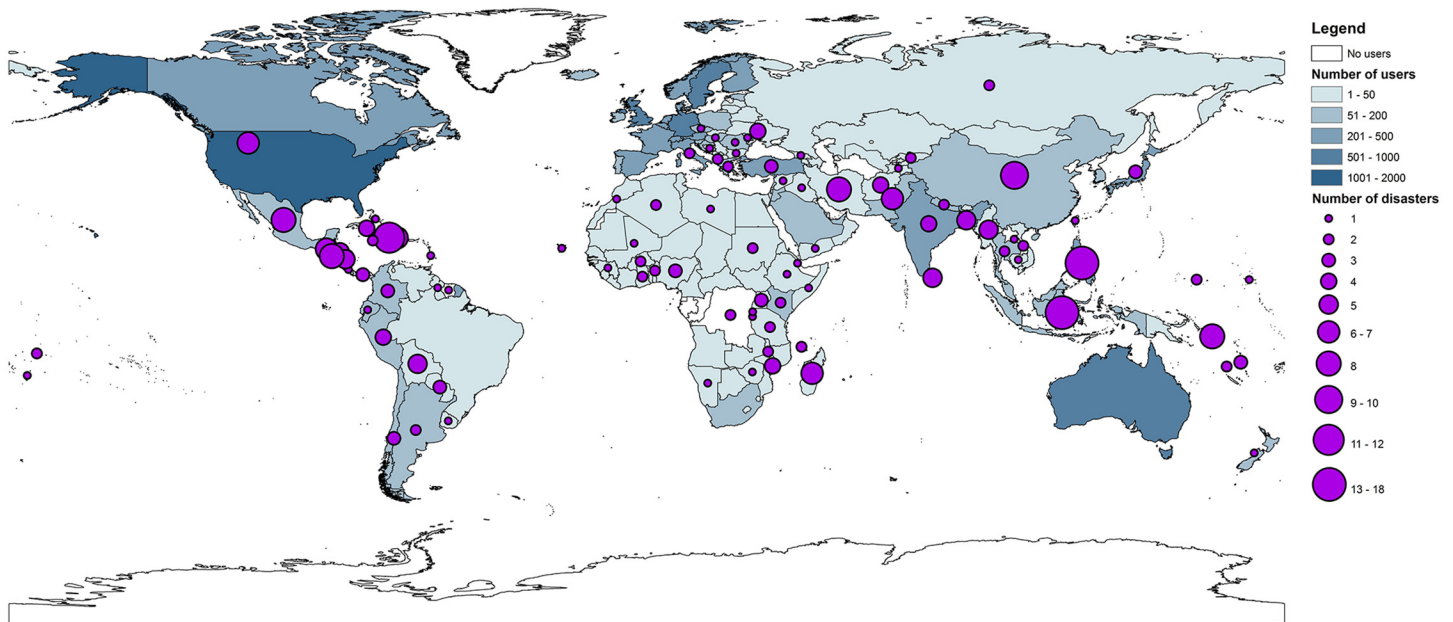 Legend
No users
Number of users
1 - 50
51 - 200
201 - 500
501 - 1000
1001 - 2000
Number of disasters
1
2
3
4
5
6 - 7
8
9 - 10
11 - 12
13 - 18